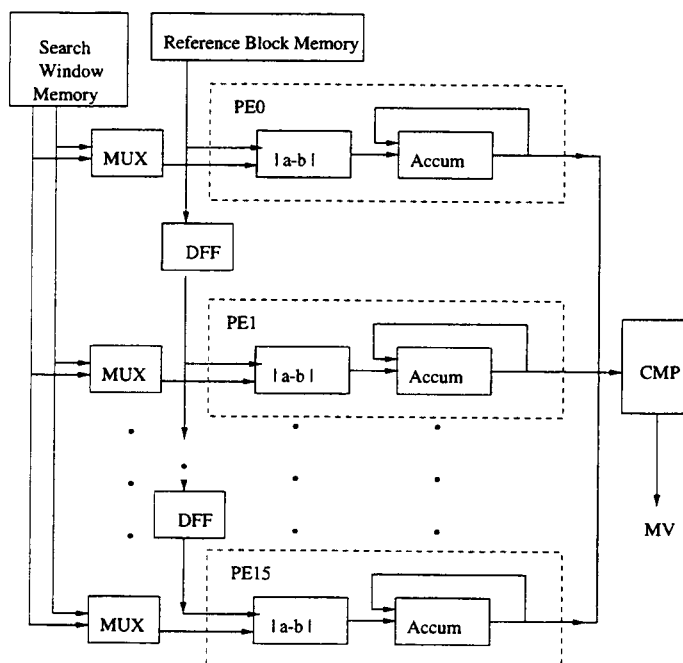 Search
Window
Memory
Reference Block Memory
PE0
MUX
|a-b|
Accum
DFF
PE1
MUX
|a-b|
Accum
CMP
DFF
MV
PE15
MUX
|a-b|
Accum